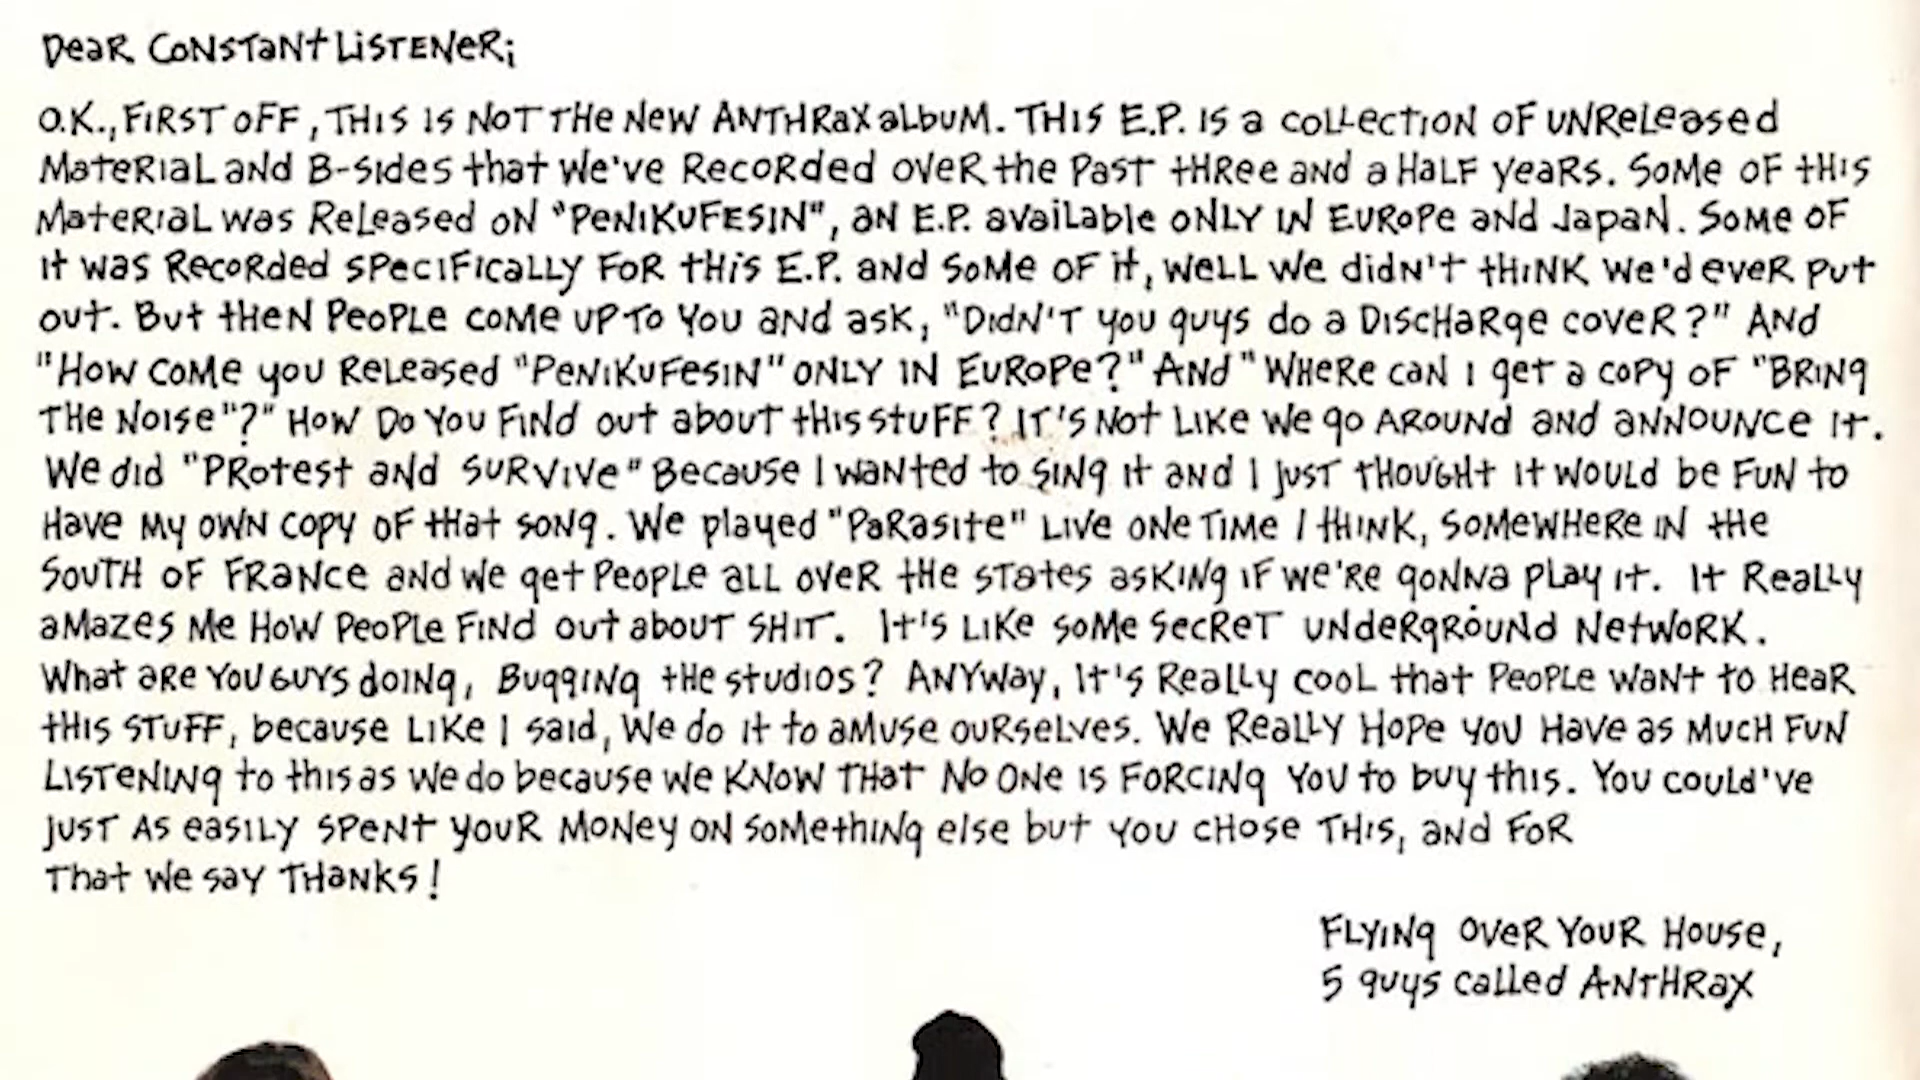 Dear Constant Listener;
O.K., first off, this is not the new Anthrax album. This E.P. is a collection of unreleased
material and B-sides that we've recorded over the past three and a half years. Some of this
material was released on "Penikufesin", an E.P. available only in Europe and Japan. Some of
it was recorded specifically for this E.P. and some of it, well we didn't think we'd ever put
out. But then people come up to you and ask, "Didn't you guys do a Discharge cover?" And
"How come you released "Penikufesin" only in Europe?" And "Where can I get a copy of "Bring
the Noise"?" How do you find out about this stuff? It's not like we go around and announce it.
We did "Protest and Survive" because I wanted to sing it and I just thought it would be fun to
have my own copy of that song. We played "Parasite" live one time I think, somewhere in the
South of France and we get people all over the states asking if we're gonna play it. It really
amazes me how people find out about shit. It's like some secret underground network.
What are you guys doing, bugging the studios? Anyway, it's really cool that people want to hear
this stuff, because like I said, we do it to amuse ourselves. We really hope you have as much fun
listening to this as we do because we know that no one is forcing you to buy this. You could've
just as easily spent your money on something else but you chose this, and for
that we say thanks!
Flying over your house,
5 guys called Anthrax